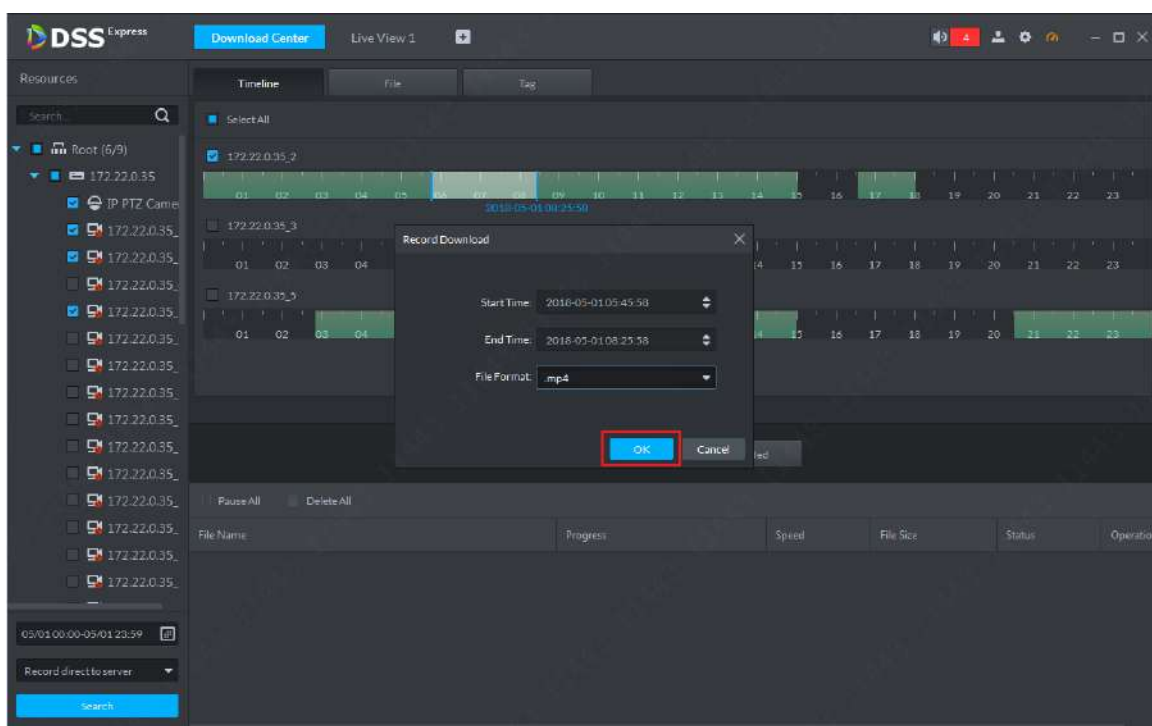 DSS Express
Download Center
Live View 1
4
Resources
Timeline
File
Tag
Search...
Select All
Root (6/9)
172.22.0.35_2
172.22.0.35
01 02 03 04 05 06 07 08 09 10 11 12 13 14 15 16 17 18 19 20 21 22 23
IP PTZ Came
2018-05-01 08:25:58
172.22.0.35_
172.22.0.35_3
172.22.0.35_
01 02 03 04 14 15 16 17 18 19 20 21 22 23
172.22.0.35_
172.22.0.35_5
172.22.0.35_
01 02 03 04 14 15 16 17 18 19 20 21 22 23
172.22.0.35_
172.22.0.35_
172.22.0.35_
172.22.0.35_
172.22.0.35_
172.22.0.35_
172.22.0.35_
172.22.0.35_
172.22.0.35_
172.22.0.35_
Record Download
Start Time: 2018-05-01 05:45:58
End Time: 2018-05-01 08:25:58
File Format: .mp4
OK
Cancel
Pause All
Delete All
File Name
Progress
Speed
File Size
Status
Operatio
05/01 00:00-05/01 23:59
Record direct to server
Search